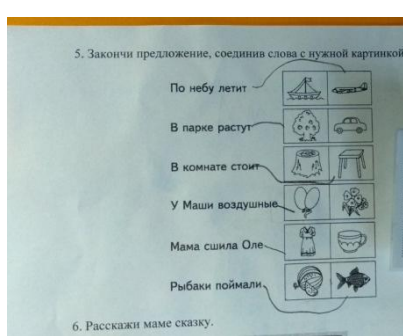 5. Закончи предложение, соединив слова с нужной картинкой
По небу летит
В парке растут
В комнате стоит
У Маши воздушные
Мама сшила Оле
Рыбаки поймали
6. Расскажи маме сказку.